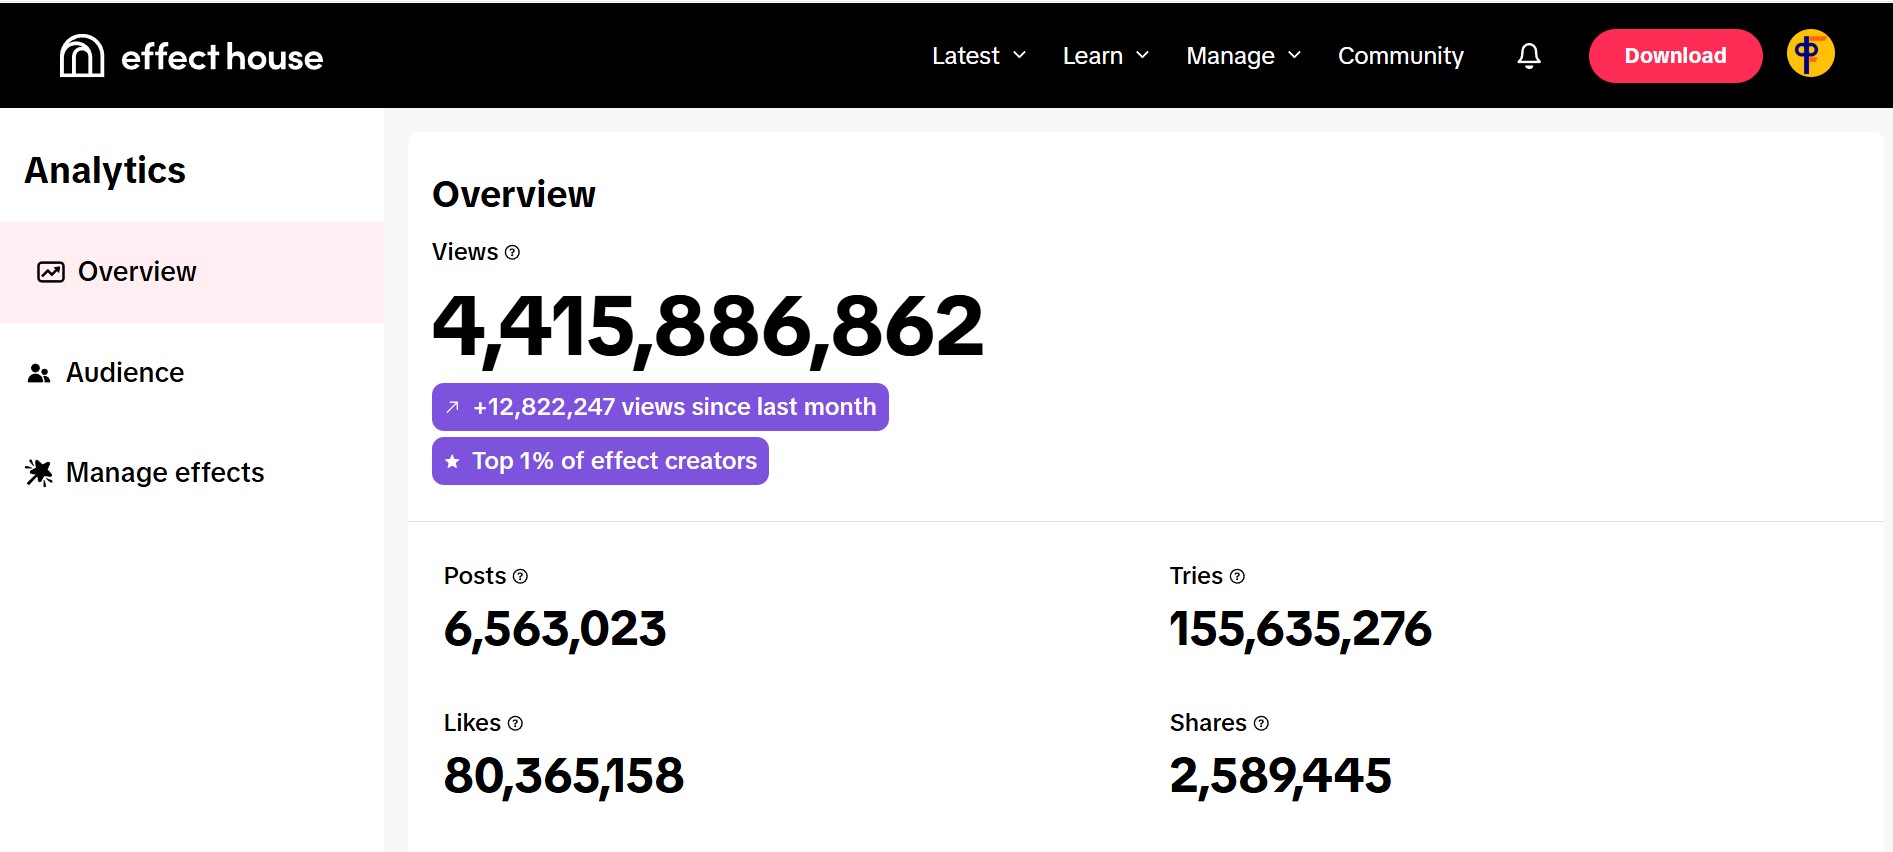 effect house
Latest
Learn
Manage
Community
Download
Analytics
Overview
Audience
Manage effects
Overview
Views
4,415,886,862
+12,822,247 views since last month
Top 1% of effect creators
Posts
6,563,023
Tries
155,635,276
Likes
80,365,158
Shares
2,589,445